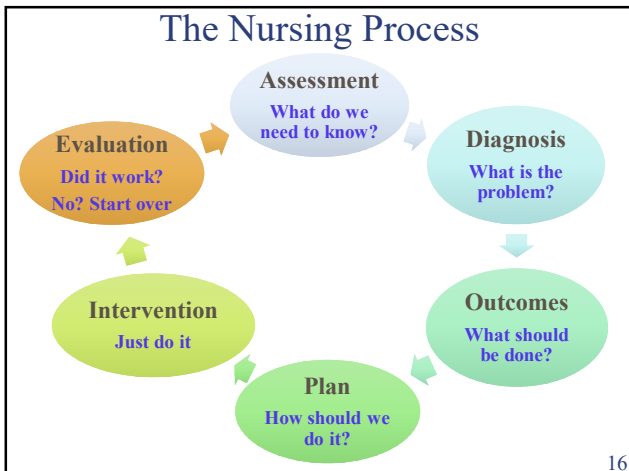 The Nursing Process
Assessment
What do we
need to know?
Diagnosis
What is the
problem?
Outcomes
What should
be done?
Plan
How should we
do it?
Intervention
Just do it
Evaluation
Did it work?
No? Start over
16